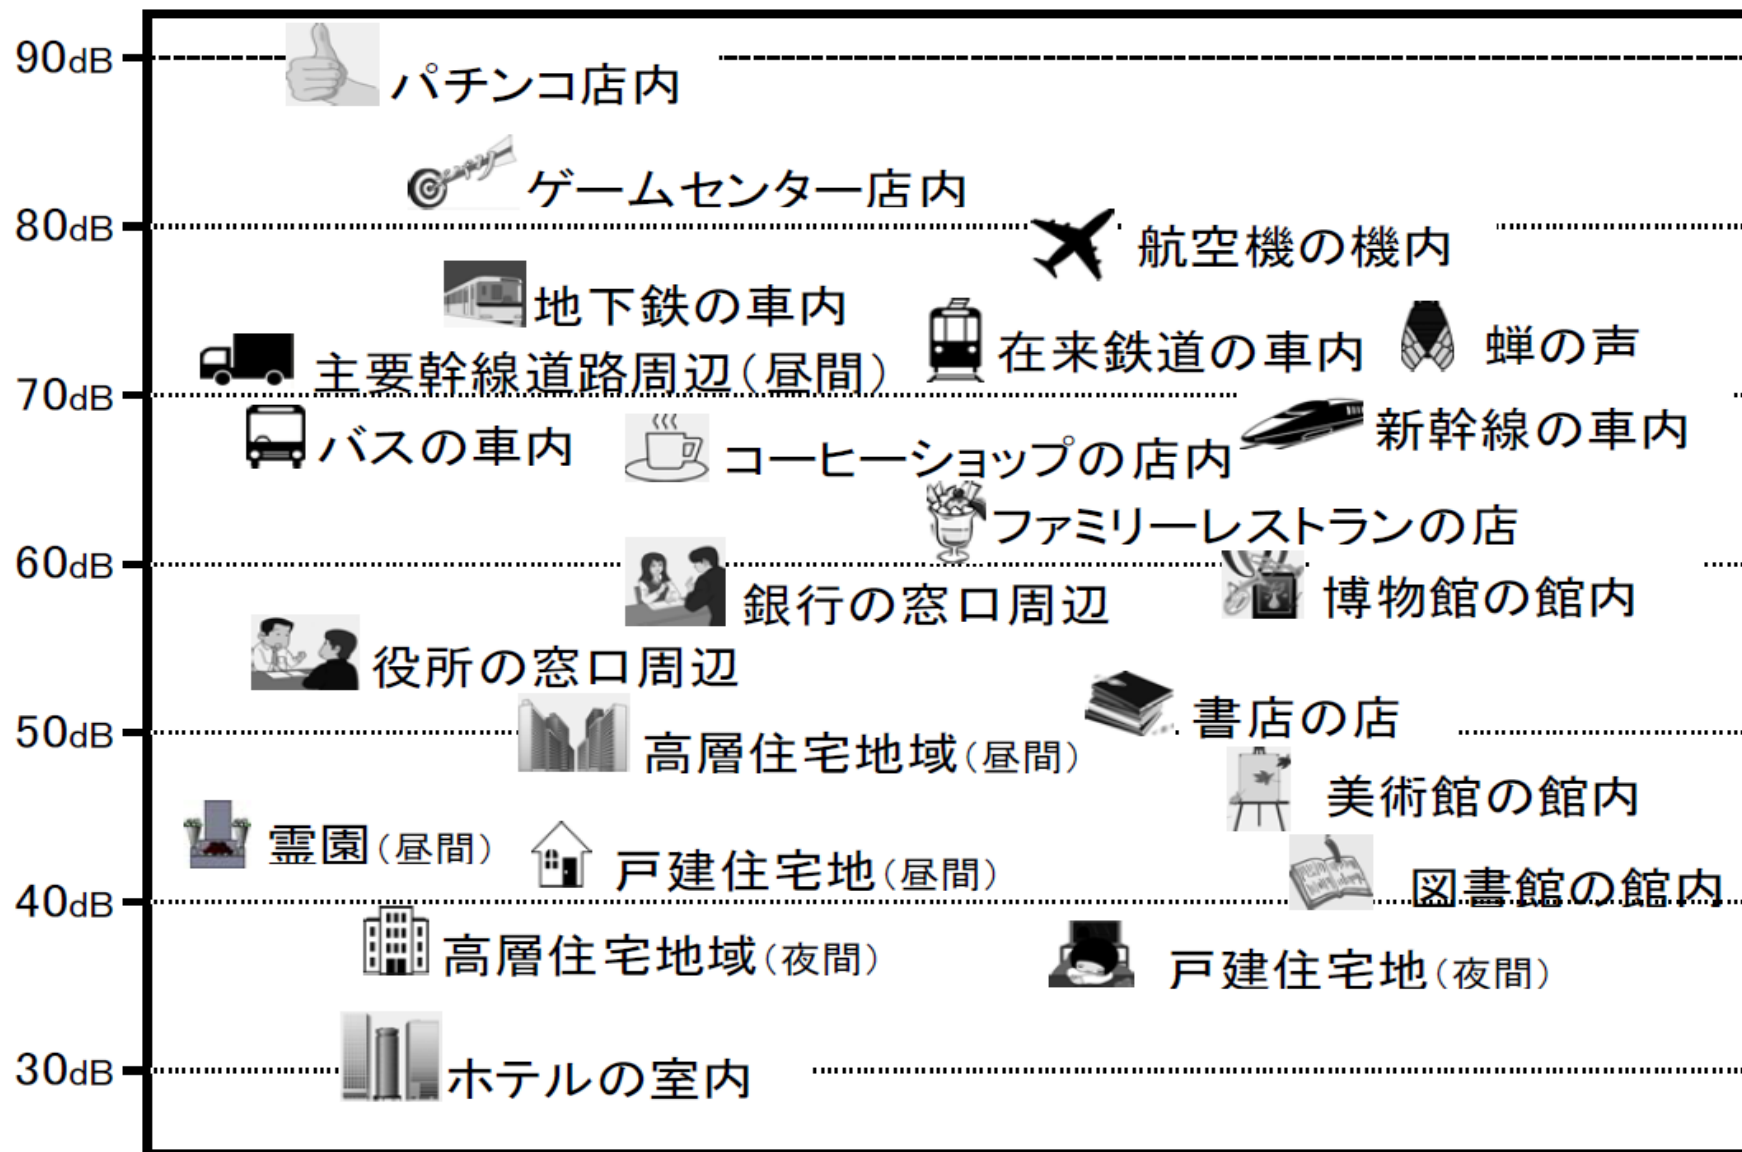 90dB
パチンコ店内
ゲームセンター店内
80dB
航空機の機内
地下鉄の車内
在来鉄道の車内
蝉の声
主要幹線道路周辺(昼間)
70dB
バスの車内
コーヒーショップの店内
新幹線の車内
ファミリーレストランの店
60dB
銀行の窓口周辺
博物館の館内
役所の窓口周辺
書店の店
50dB
高層住宅地域(昼間)
美術館の館内
霊園(昼間)
戸建住宅地(昼間)
図書館の館内
40dB
高層住宅地域(夜間)
戸建住宅地(夜間)
30dB
ホテルの室内